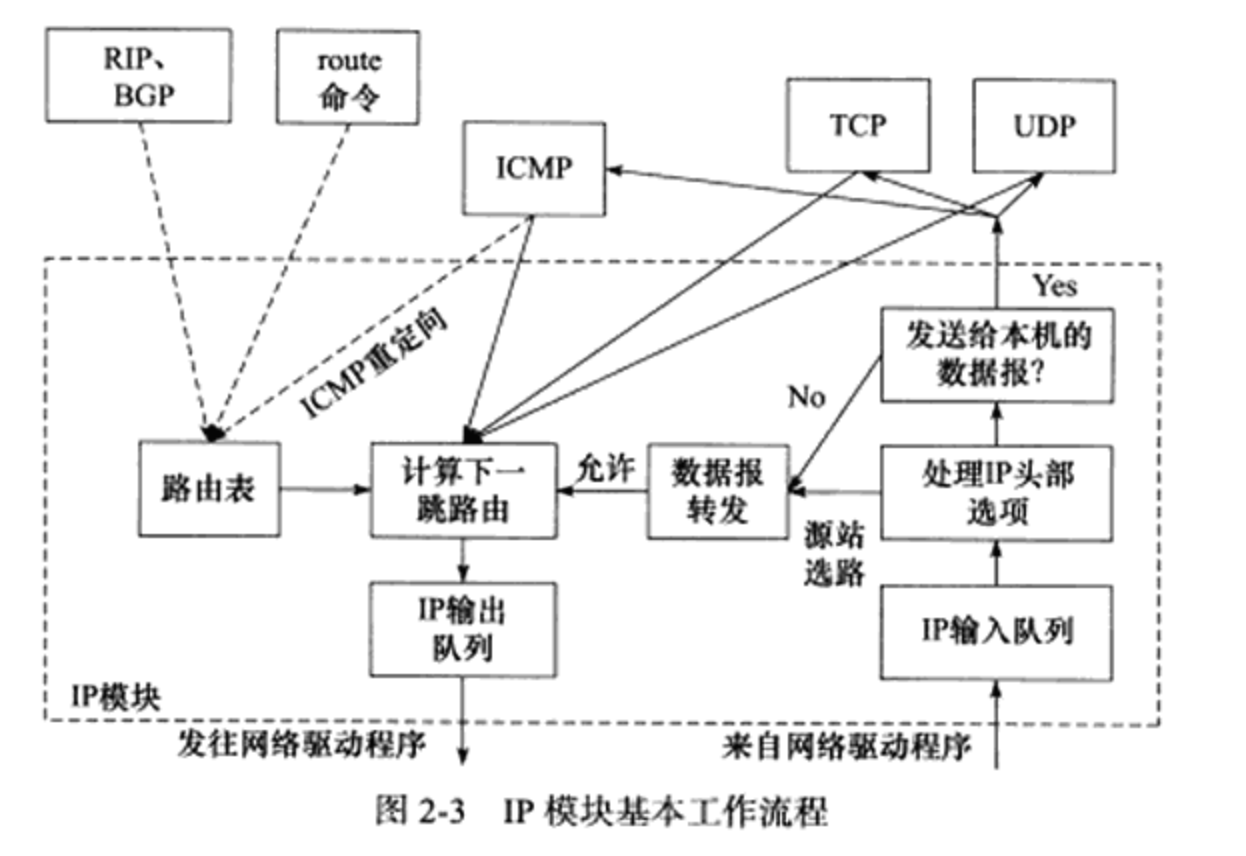 RIP、
BGP
route
命令
ICMP
TCP
UDP
Yes
ICMP重定向
发送给本机的
数据报？
No
路由表
计算下一
跳路由
允许
数据报
转发
处理IP头部
选项
源站
选路
IP输出
队列
IP输入队列
IP模块
发往网络驱动程序
来自网络驱动程序
图 2-3 IP 模块基本工作流程